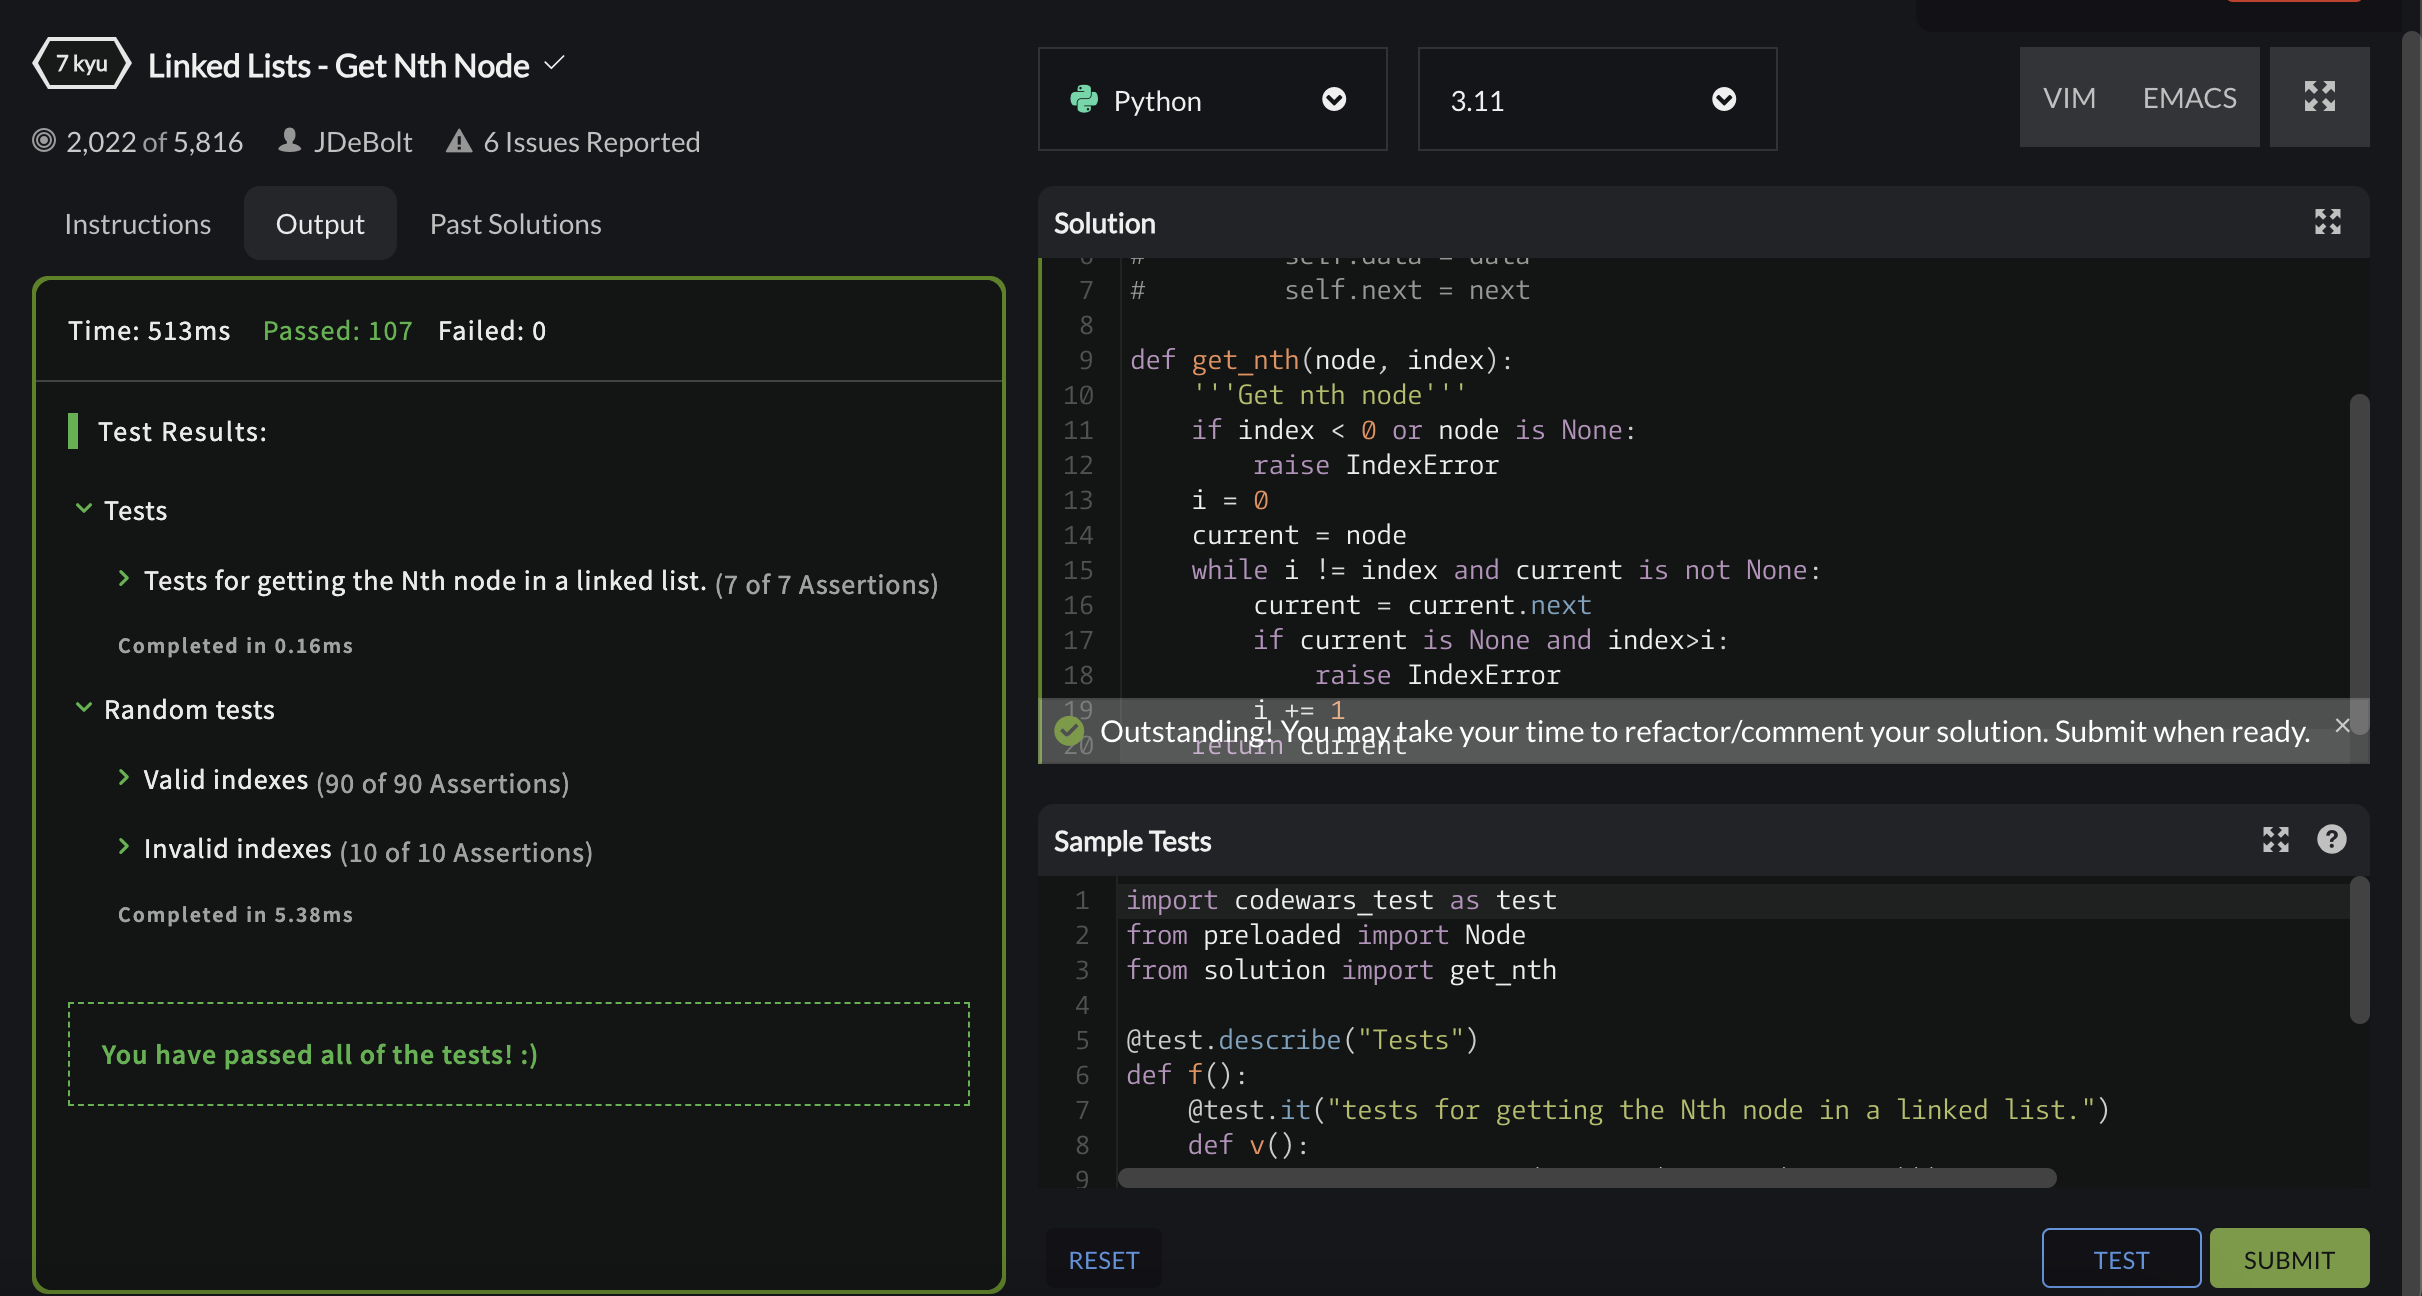 7 kyu
Linked Lists - Get Nth Node
2,022 of 5,816 JDeBolt 6 Issues Reported
Instructions Output Past Solutions
Time: 513ms Passed: 107 Failed: 0
Test Results:
Tests
Tests for getting the Nth node in a linked list. (7 of 7 Assertions)
Completed in 0.16ms
Random tests
Valid indexes (90 of 90 Assertions)
Invalid indexes (10 of 10 Assertions)
Completed in 5.38ms
You have passed all of the tests! :)
Python 3.11 VIM EMACS
Solution
6 # self.data = data
7 # self.next = next
8
9 def get_nth(node, index):
10 '''Get nth node'''
11 if index < 0 or node is None:
12 raise IndexError
13 i = 0
14 current = node
15 while i != index and current is not None:
16 current = current.next
17 if current is None and index>i:
18 raise IndexError
19 i += 1
20 return current
Outstanding! You may take your time to refactor/comment your solution. Submit when ready.
Sample Tests
1 import codewars_test as test
2 from preloaded import Node
3 from solution import get_nth
4
5 @test.describe("Tests")
6 def f():
7 @test.it("tests for getting the Nth node in a linked list.")
8 def v():
9
RESET TEST SUBMIT